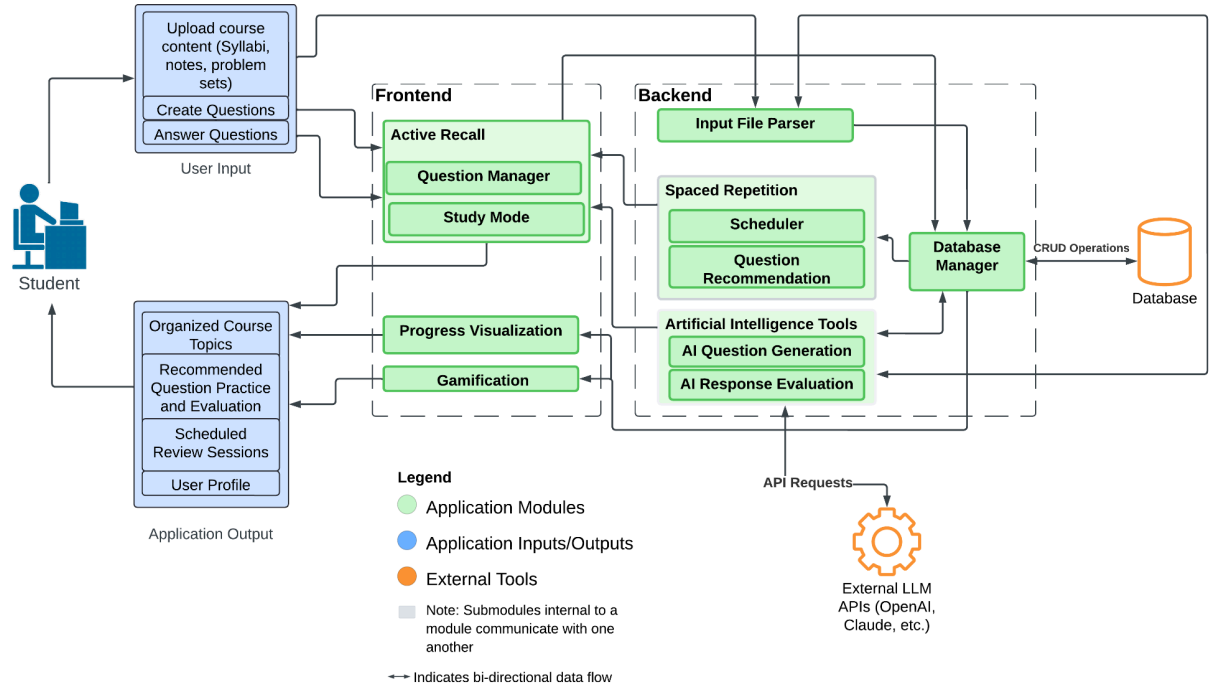 Upload course
content (Syllabi,
notes, problem
sets)
Create Questions
Answer Questions
User Input
Student
Organized Course
Topics
Recommended
Question Practice
and Evaluation
Scheduled
Review Sessions
User Profile
Application Output
Frontend
Active Recall
Question Manager
Study Mode
Progress Visualization
Gamification
Backend
Input File Parser
Spaced Repetition
Scheduler
Question
Recommendation
Artificial Intelligence Tools
AI Question Generation
AI Response Evaluation
Database
Manager
CRUD Operations
Database
API Requests
External LLM
APIs (OpenAI,
Claude, etc.)
Legend
Application Modules
Application Inputs/Outputs
External Tools
Note: Submodules internal to a
module communicate with one
another
Indicates bi-directional data flow